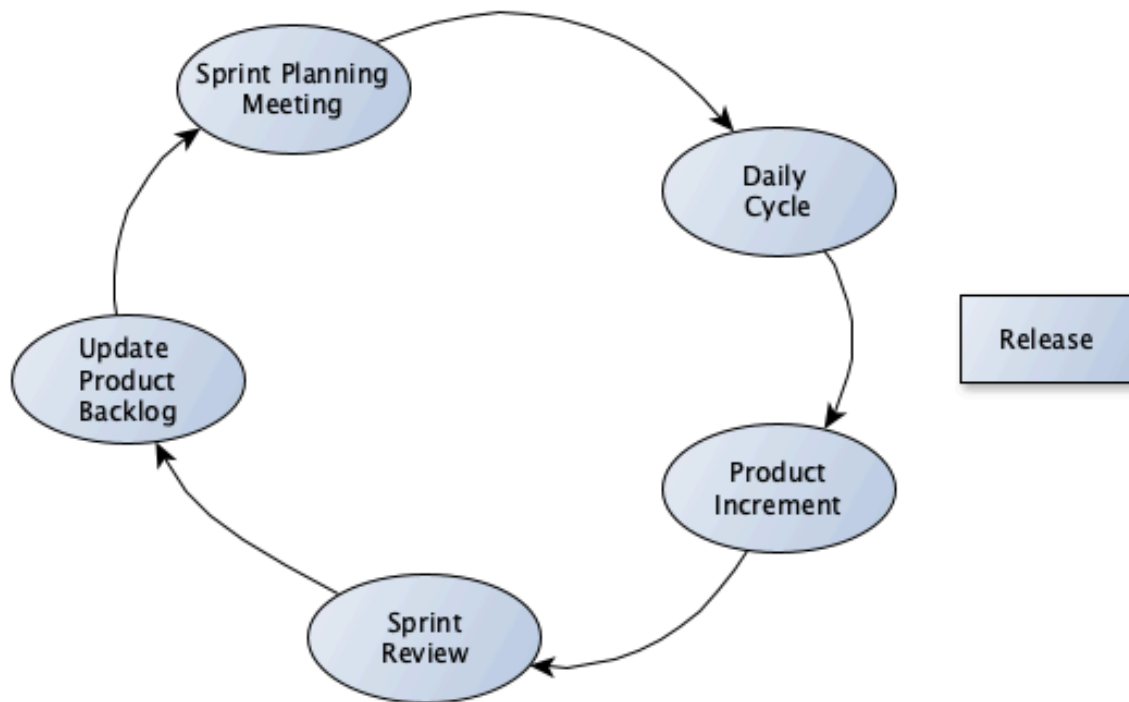 Sprint Planning
Meeting
Daily
Cycle
Release
Update
Product
Backlog
Product
Increment
Sprint
Review